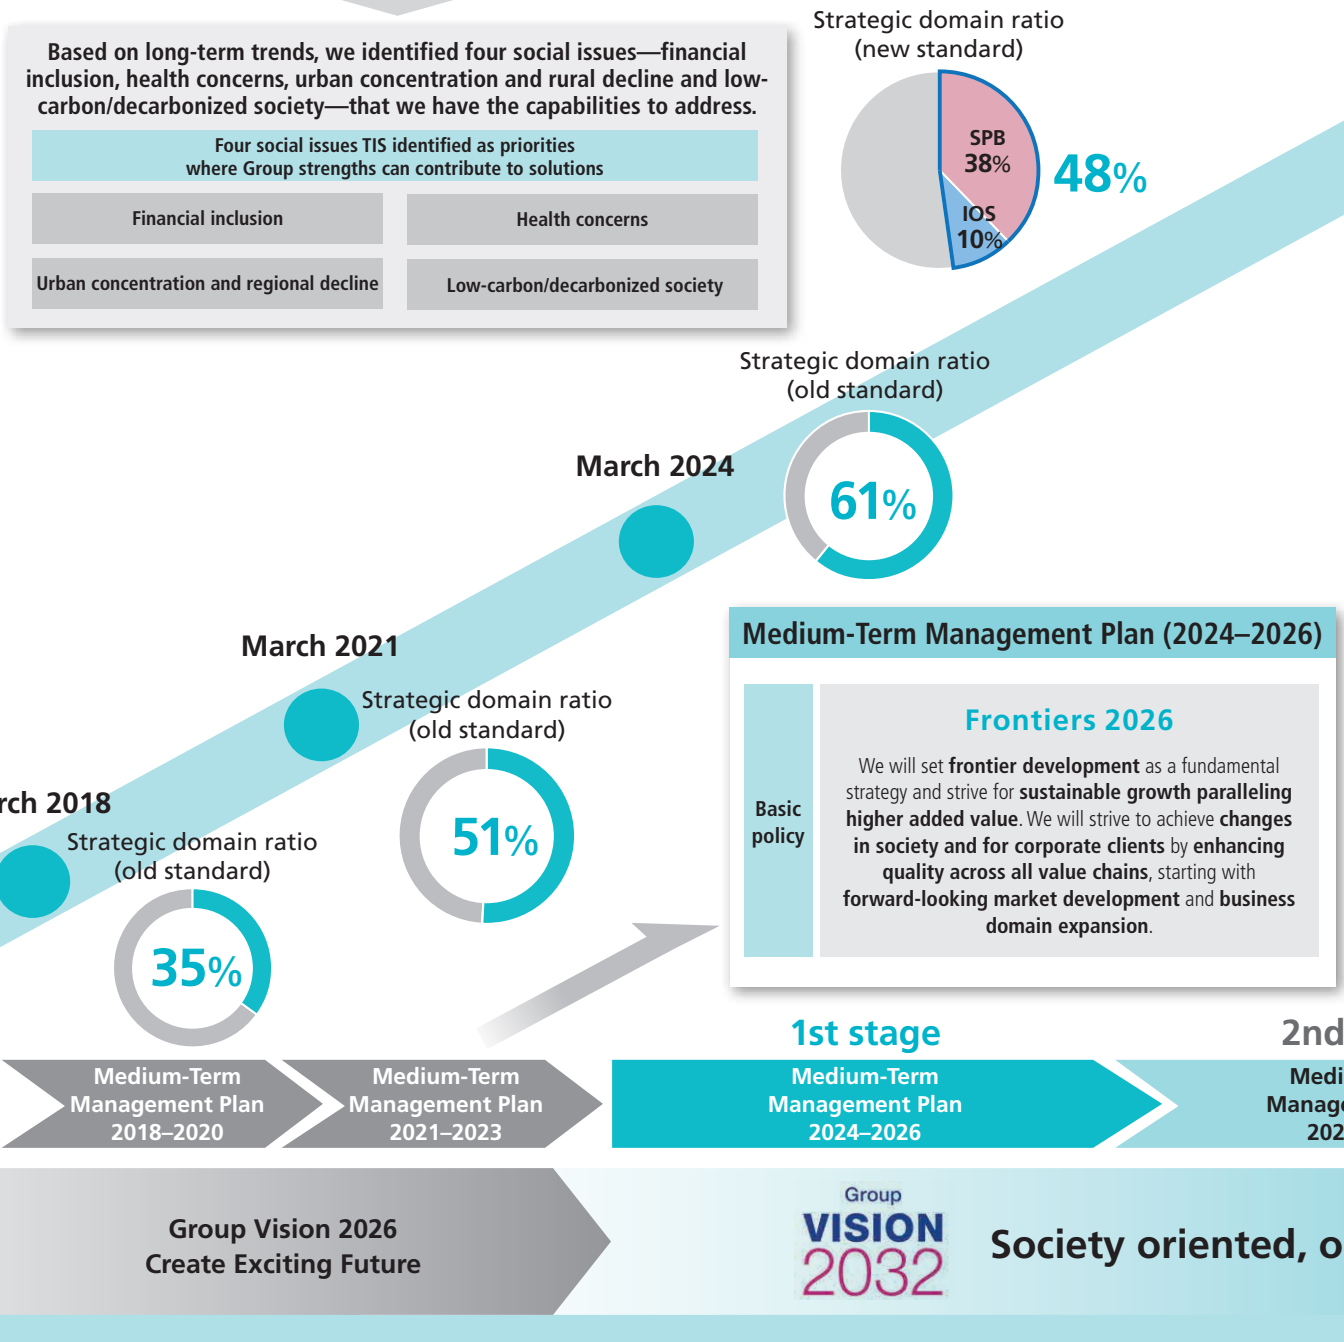 Strategic domain ratio
(new standard)
SPB
38%
48%
IOS
10%
Based on long-term trends, we identified four social issues—financial
inclusion, health concerns, urban concentration and rural decline and low-
carbon/decarbonized society—that we have the capabilities to address.
Four social issues TIS identified as priorities
where Group strengths can contribute to solutions
Financial inclusion
Health concerns
Urban concentration and regional decline
Low-carbon/decarbonized society
Strategic domain ratio
(old standard)
March 2024
61%
March 2021
Strategic domain ratio
(old standard)
51%
rch 2018
Strategic domain ratio
(old standard)
35%
Medium-Term Management Plan (2024–2026)
Basic
policy
Frontiers 2026
We will set frontier development as a fundamental
strategy and strive for sustainable growth paralleling
higher added value. We will strive to achieve changes
in society and for corporate clients by enhancing
quality across all value chains, starting with
forward-looking market development and business
domain expansion.
1st stage
2nd
Medium-Term
Management Plan
2018–2020
Medium-Term
Management Plan
2021–2023
Medium-Term
Management Plan
2024–2026
Medi
Manage
202
Group Vision 2026
Create Exciting Future
Group
VISION
2032
Society oriented, o